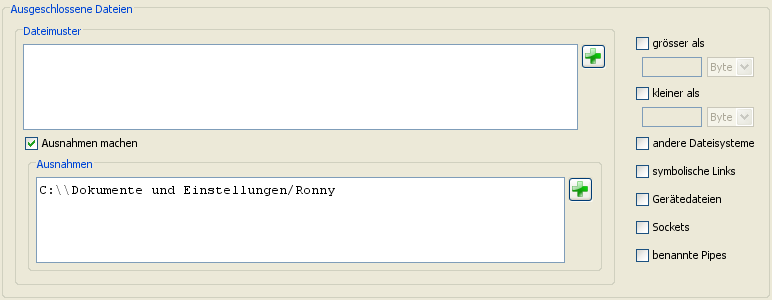 Ausgeschlossene Dateien
Dateimuster
Ausnahmen machen
Ausnahmen
C:\\Dokumente und Einstellungen/Ronny
grösser als
Byte
kleiner als
Byte
andere Dateisysteme
symbolische Links
Gerätedateien
Sockets
benannte Pipes